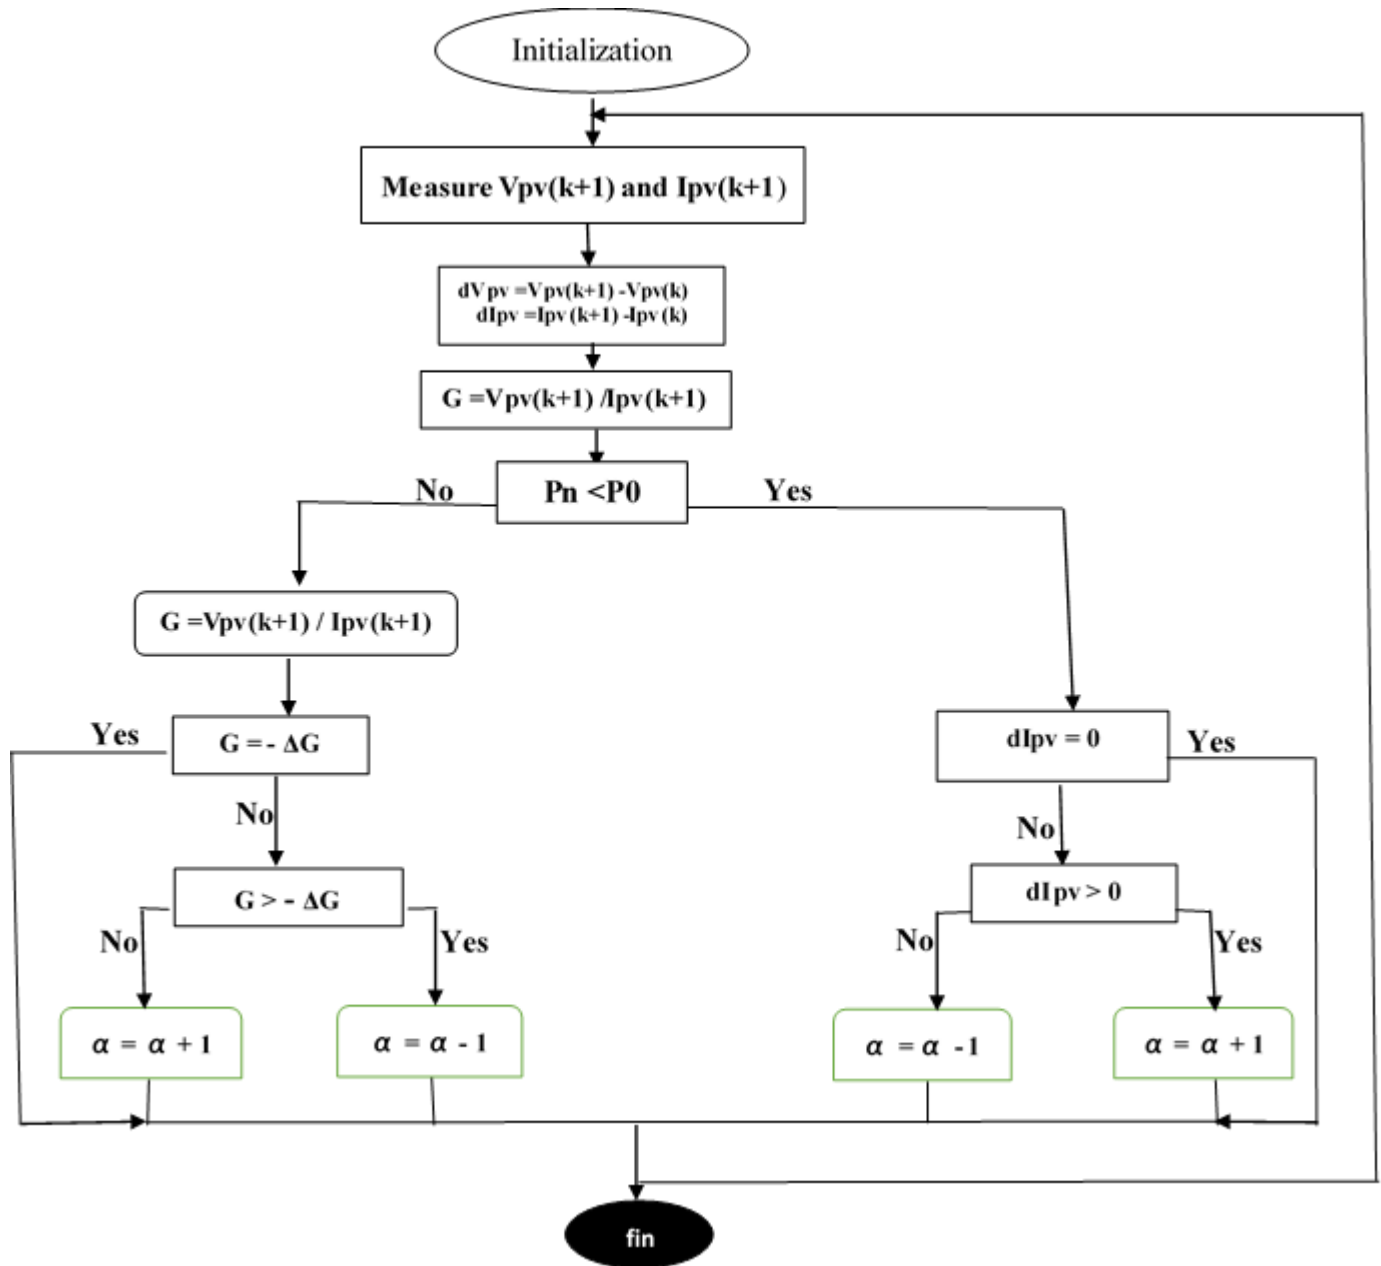 Initialization
Measure Vpv(k+1) and Ipv(k+1)
dVpv =Vpv(k+1) -Vpv(k)
dIpv =Ipv (k+1) -Ipv (k)
G =Vpv(k+1) /Ipv(k+1)
Pn <P0
No
Yes
G =Vpv(k+1) / Ipv(k+1)
G = - ΔG
Yes
No
dIpv = 0
Yes
No
G > - ΔG
No
Yes
dIpv > 0
No
Yes
α = α + 1
α = α - 1
α = α -1
α = α + 1
fin